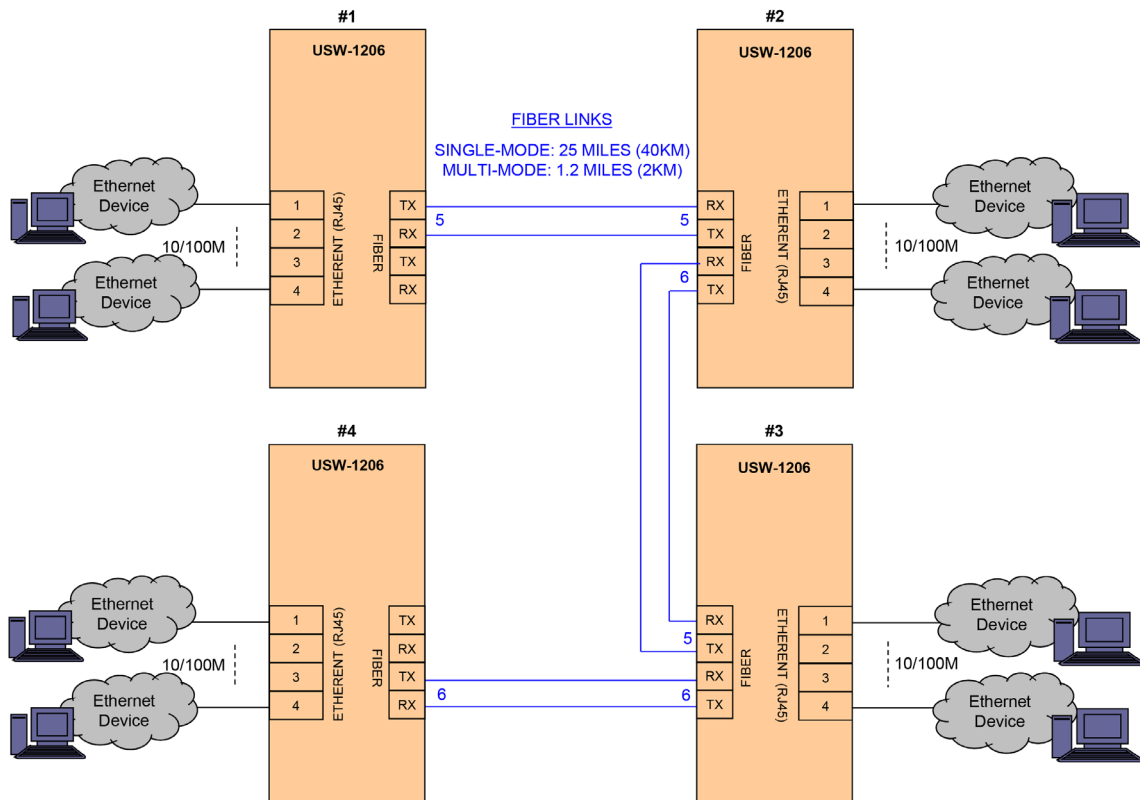 #1
USW-1206
#2
USW-1206
FIBER LINKS
SINGLE-MODE: 25 MILES (40KM)
MULTI-MODE: 1.2 MILES (2KM)
Ethernet
Device
10/100M
Ethernet
Device
1
2
3
4
ETHERENT (RJ45)
FIBER
TX
RX
TX
RX
5
5
6
RX
TX
RX
TX
FIBER
ETHERENT (RJ45)
1
2
3
4
Ethernet
Device
10/100M
Ethernet
Device
#4
USW-1206
#3
USW-1206
Ethernet
Device
10/100M
Ethernet
Device
1
2
3
4
ETHERENT (RJ45)
FIBER
TX
RX
TX
RX
6
5
6
RX
TX
RX
TX
FIBER
ETHERENT (RJ45)
1
2
3
4
Ethernet
Device
10/100M
Ethernet
Device